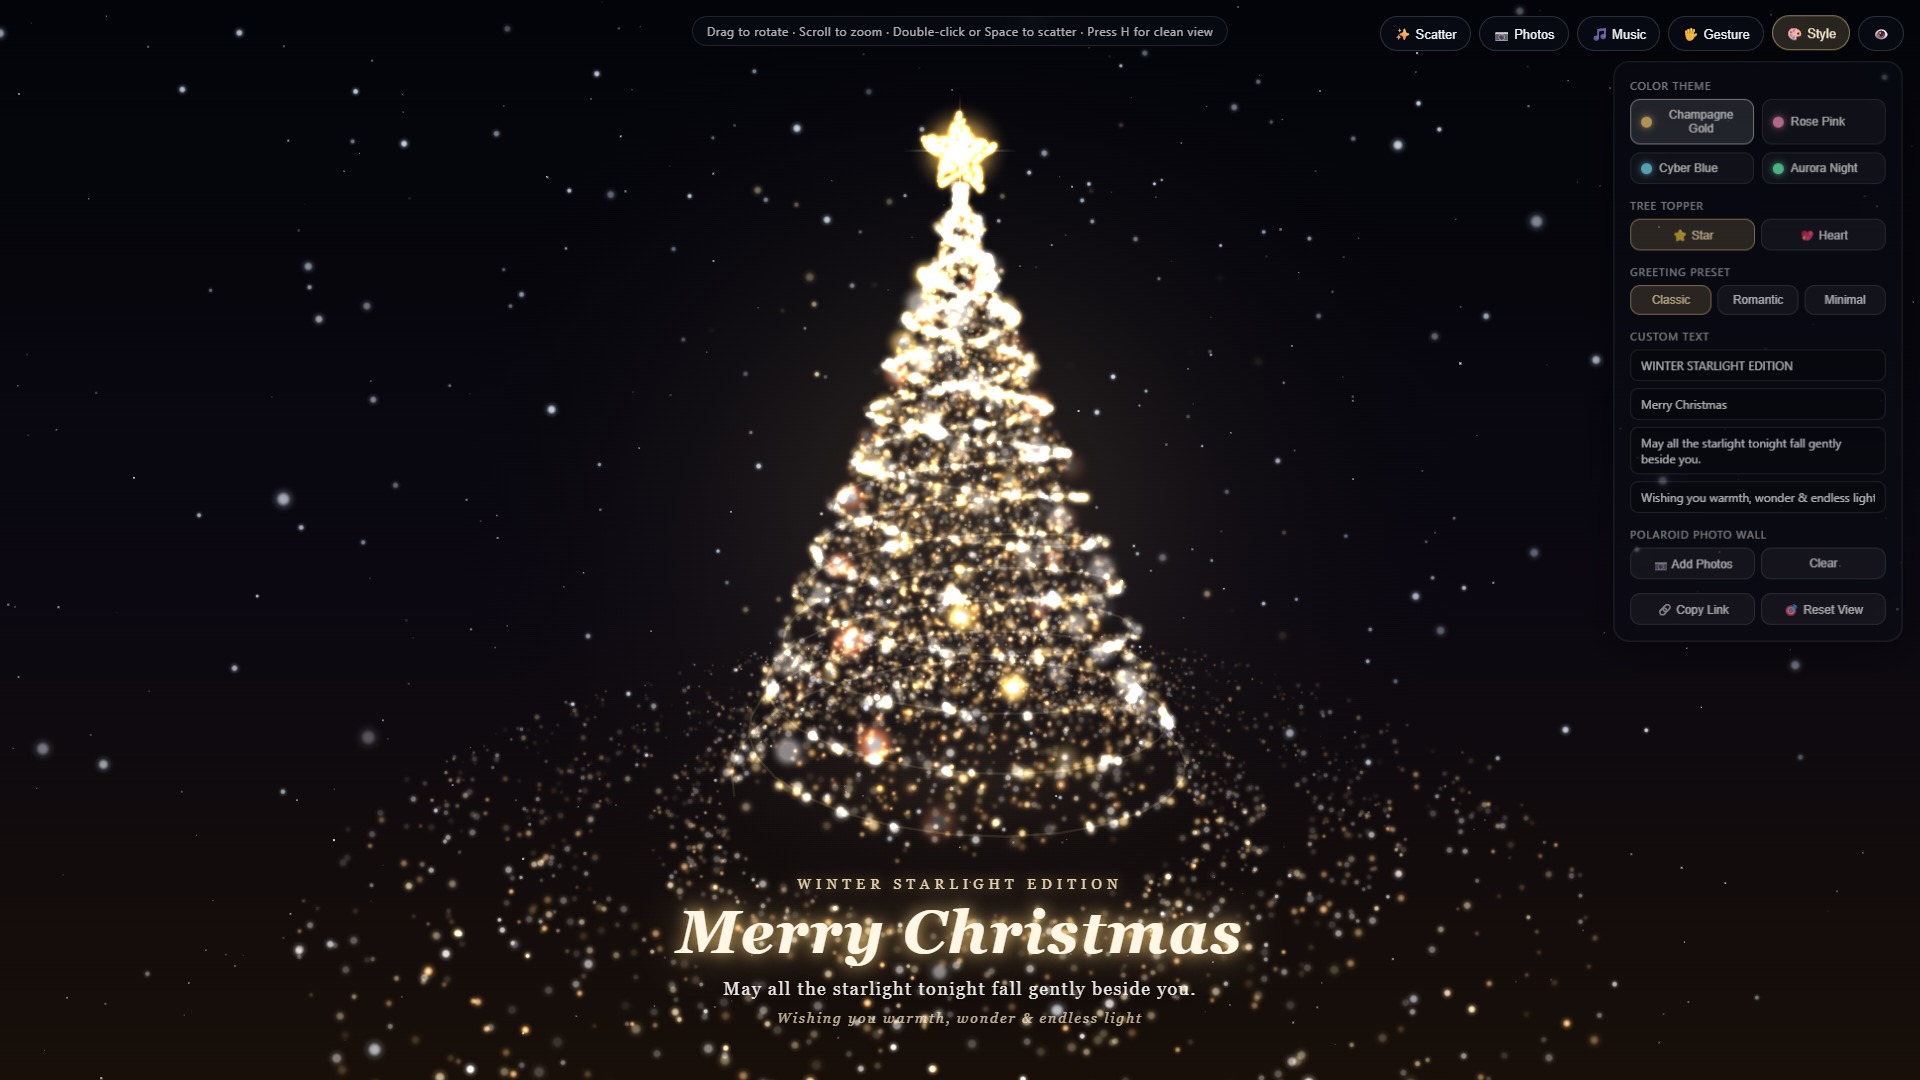 Drag to rotate · Scroll to zoom · Double-click or Space to scatter · Press H for clean view
Scatter
Photos
Music
Gesture
Style
COLOR THEME
Champagne
Gold
Rose Pink
Cyber Blue
Aurora Night
TREE TOPPER
Star
Heart
GREETING PRESET
Classic
Romantic
Minimal
CUSTOM TEXT
WINTER STARLIGHT EDITION
Merry Christmas
May all the starlight tonight fall gently
beside you.
Wishing you warmth, wonder & endless light
POLAROID PHOTO WALL
Add Photos
Clear
Copy Link
Reset View
WINTER STARLIGHT EDITION
Merry Christmas
May all the starlight tonight fall gently beside you.
Wishing you warmth, wonder & endless light